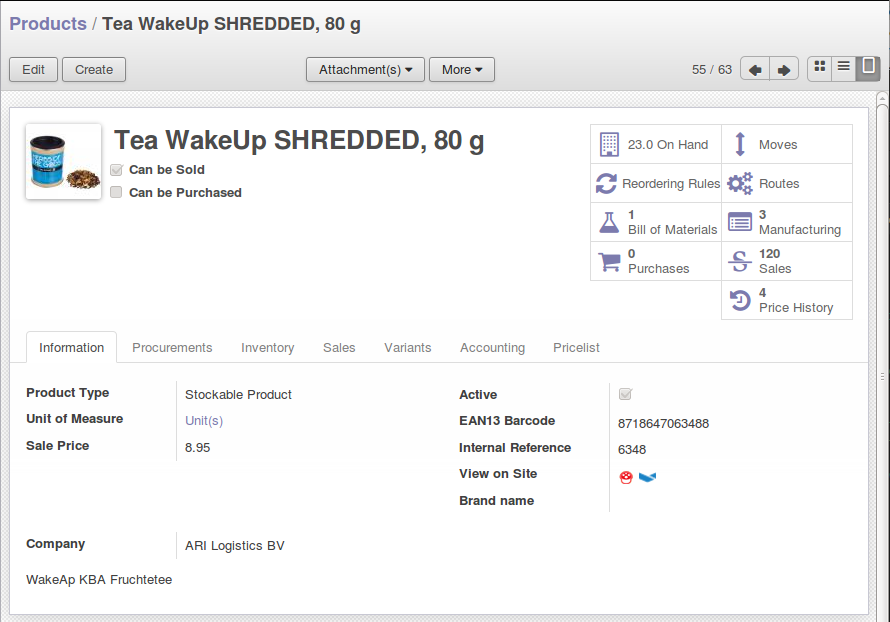 Products / Tea WakeUp SHREDDED, 80 g
Edit Create Attachment(s) More 55 / 63
Tea WakeUp SHREDDED, 80 g
Can be Sold
Can be Purchased
23.0 On Hand Moves
Reordering Rules Routes
1 Bill of Materials 3 Manufacturing
0 Purchases 120 Sales
4 Price History
Information Procurements Inventory Sales Variants Accounting Pricelist
Product Type Stockable Product
Unit of Measure Unit(s)
Sale Price 8.95
Active
EAN13 Barcode 8718647063488
Internal Reference 6348
View on Site
Brand name
Company ARI Logistics BV
WakeAp KBA Fruchtetee